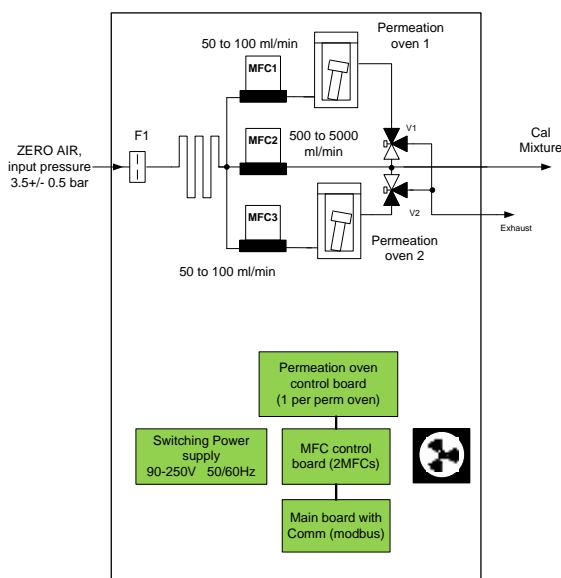 Permeation
oven 1
50 to 100 ml/min
MFC1
F1
ZERO AIR,
input pressure
3.5+/- 0.5 bar
MFC2
500 to 5000
ml/min
V1
Cal
Mixture
MFC3
V2
Exhaust
Permeation
oven 2
50 to 100 ml/min
Permeation oven
control board
(1 per perm oven)
Switching Power
supply
90-250V 50/60Hz
MFC control
board (2MFCs)
Main board with
Comm (modbus)